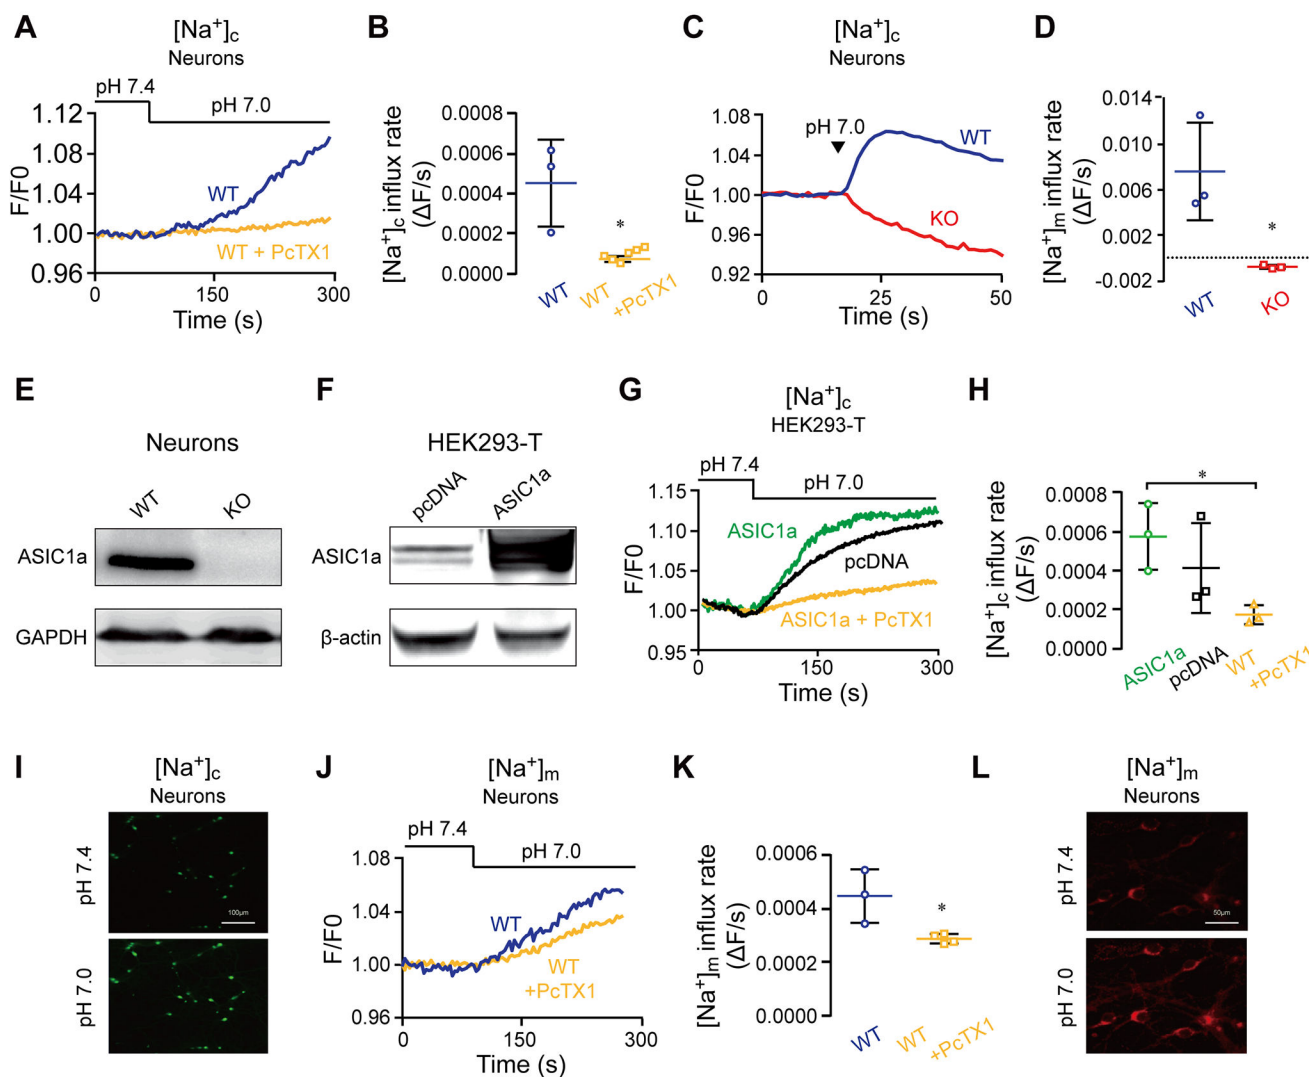 A
[Na⁺]c
Neurons
pH 7.4
pH 7.0
1.12
1.08
1.04
1.00
0.96
F/F0
WT
WT + PcTX1
0
150
300
Time (s)
B
[Na⁺]c influx rate
(ΔF/s)
0.0008
0.0006
0.0004
0.0002
0.0000
*
WT
WT
+PcTX1
C
[Na⁺]c
Neurons
pH 7.0
1.08
1.04
1.00
0.96
0.92
F/F0
WT
KO
0
25
50
Time (s)
D
[Na⁺]m influx rate
(ΔF/s)
0.014
0.010
0.006
0.002
-0.002
*
WT
KO
E
Neurons
WT
KO
ASIC1a
GAPDH
F
HEK293-T
pcDNA
ASIC1a
ASIC1a
β-actin
G
[Na⁺]c
HEK293-T
pH 7.4
pH 7.0
1.15
1.10
1.05
1.00
0.95
F/F0
ASIC1a
pcDNA
ASIC1a + PcTX1
0
150
300
Time (s)
H
[Na⁺]c influx rate
(ΔF/s)
0.0008
0.0006
0.0004
0.0002
0.0000
*
ASIC1a
pcDNA
WT
+PcTX1
I
[Na⁺]c
Neurons
pH 7.4
100μm
pH 7.0
J
[Na⁺]m
Neurons
pH 7.4
pH 7.0
1.08
1.04
1.00
0.96
F/F0
WT
WT
+PcTX1
0
150
300
Time (s)
K
[Na⁺]m influx rate
(ΔF/s)
0.0006
0.0004
0.0002
0.0000
*
WT
WT
+PcTX1
L
[Na⁺]m
Neurons
pH 7.4
50μm
pH 7.0